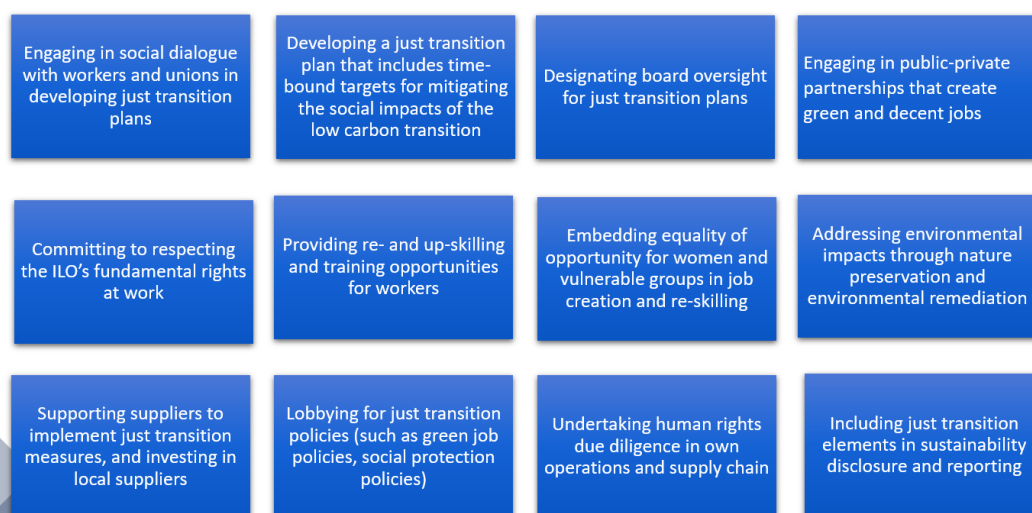 Engaging in social dialogue
with workers and unions in
developing just transition
plans
Developing a just transition
plan that includes time-
bound targets for mitigating
the social impacts of the
low carbon transition
Designating board oversight
for just transition plans
Engaging in public-private
partnerships that create
green and decent jobs
Committing to respecting
the ILO’s fundamental rights
at work
Providing re- and up-skilling
and training opportunities
for workers
Embedding equality of
opportunity for women and
vulnerable groups in job
creation and re-skilling
Addressing environmental
impacts through nature
preservation and
environmental remediation
Supporting suppliers to
implement just transition
measures, and investing in
local suppliers
Lobbying for just transition
policies (such as green job
policies, social protection
policies)
Undertaking human rights
due diligence in own
operations and supply chain
Including just transition
elements in sustainability
disclosure and reporting